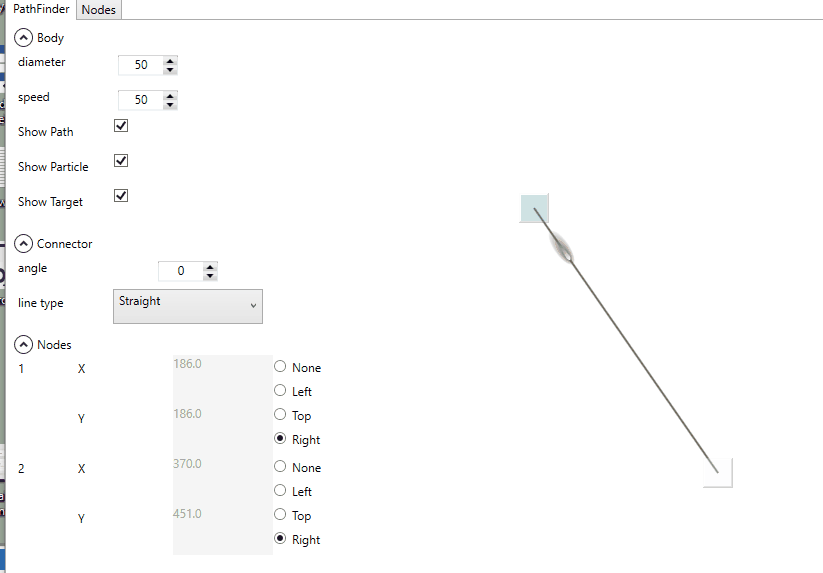 PathFinder Nodes
Body
diameter 50
speed 50
Show Path
Show Particle
Show Target
Connector
angle 0
line type Straight
Nodes
1 X 186.0 None
Left
Y 186.0 Top
Right
2 X 370.0 None
Left
Y 451.0 Top
Right